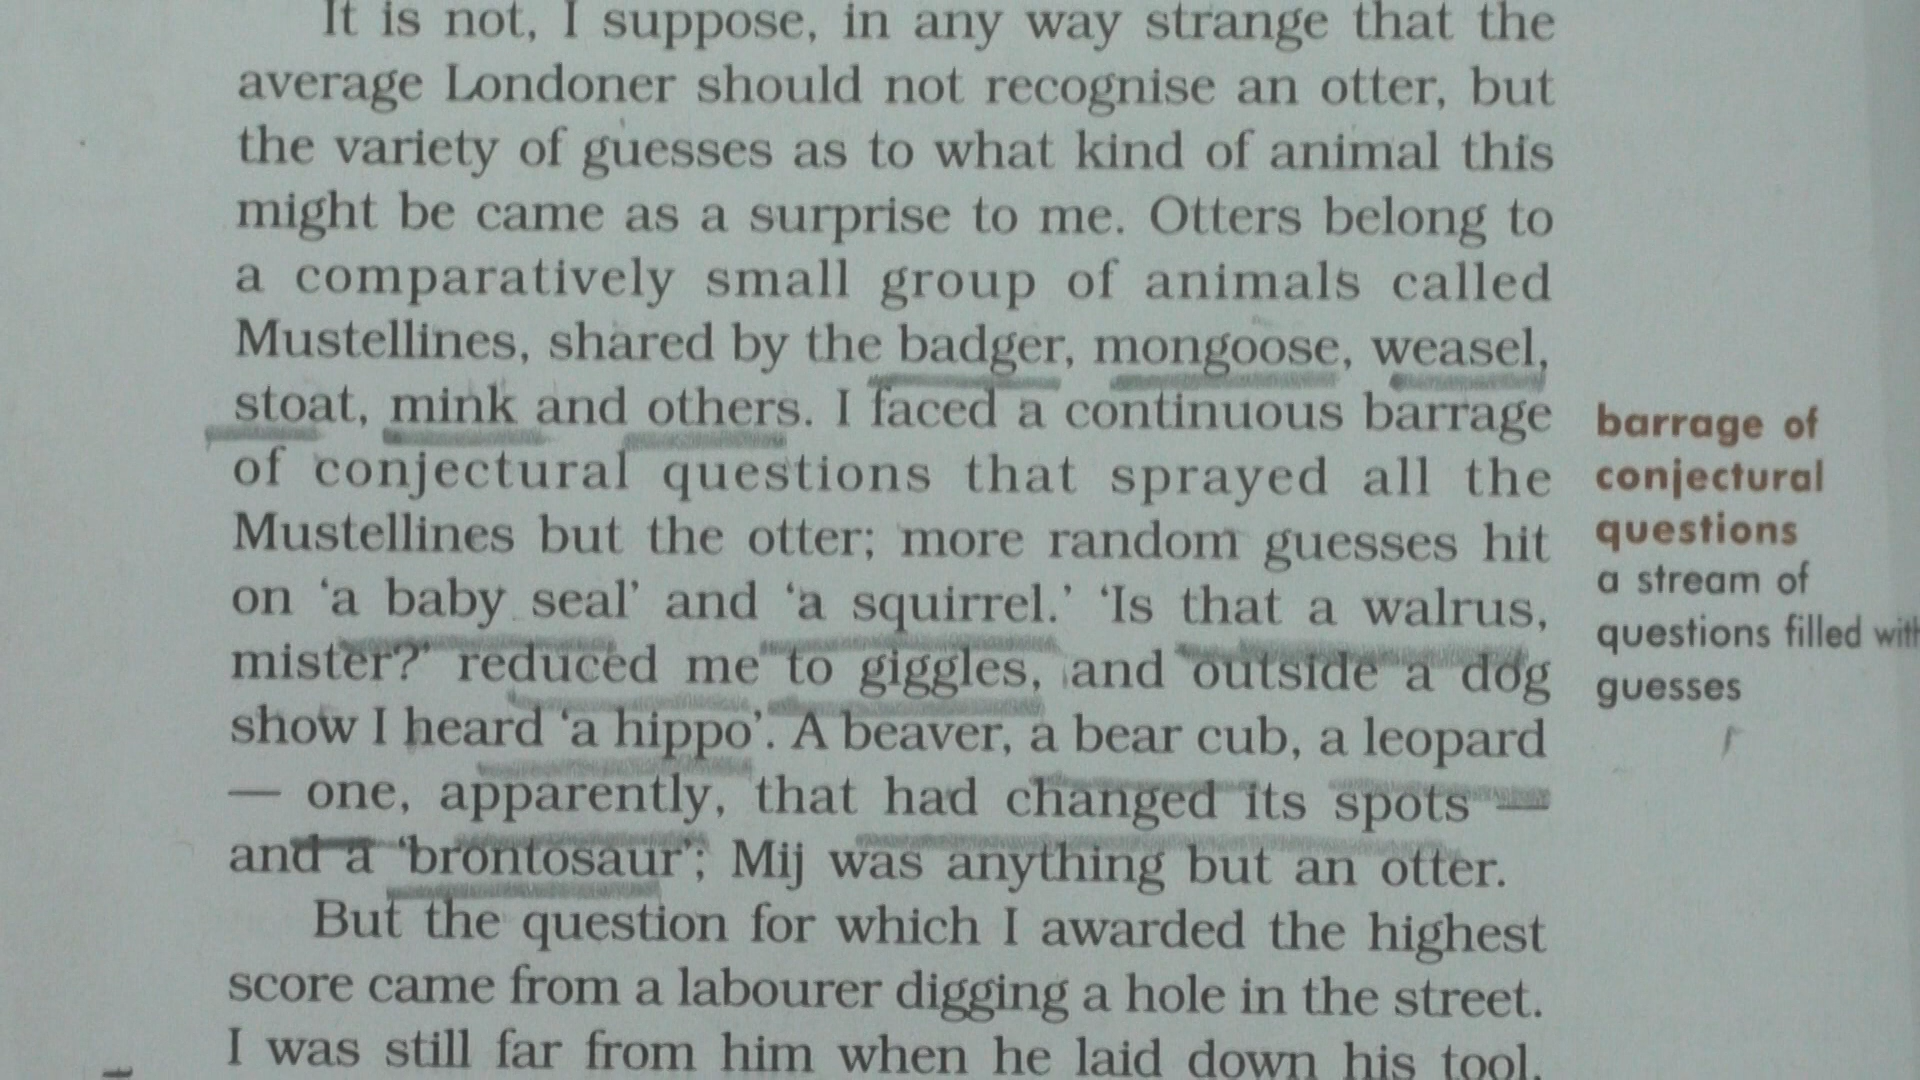 It is not, I suppose, in any way strange that the
average Londoner should not recognise an otter, but
the variety of guesses as to what kind of animal this
might be came as a surprise to me. Otters belong to
a comparatively small group of animals called
Mustellines, shared by the badger, mongoose, weasel,
stoat, mink and others. I faced a continuous barrage
of conjectural questions that sprayed all the
Mustellines but the otter; more random guesses hit
on ‘a baby seal’ and ‘a squirrel.’ ‘Is that a walrus,
mister?’ reduced me to giggles, and outside a dog
show I heard ‘a hippo’. A beaver, a bear cub, a leopard
— one, apparently, that had changed its spots —
and a ‘brontosaur’; Mij was anything but an otter.
But the question for which I awarded the highest
score came from a labourer digging a hole in the street.
I was still far from him when he laid down his tool,
barrage of
conjectural
questions
a stream of
questions filled with
guesses